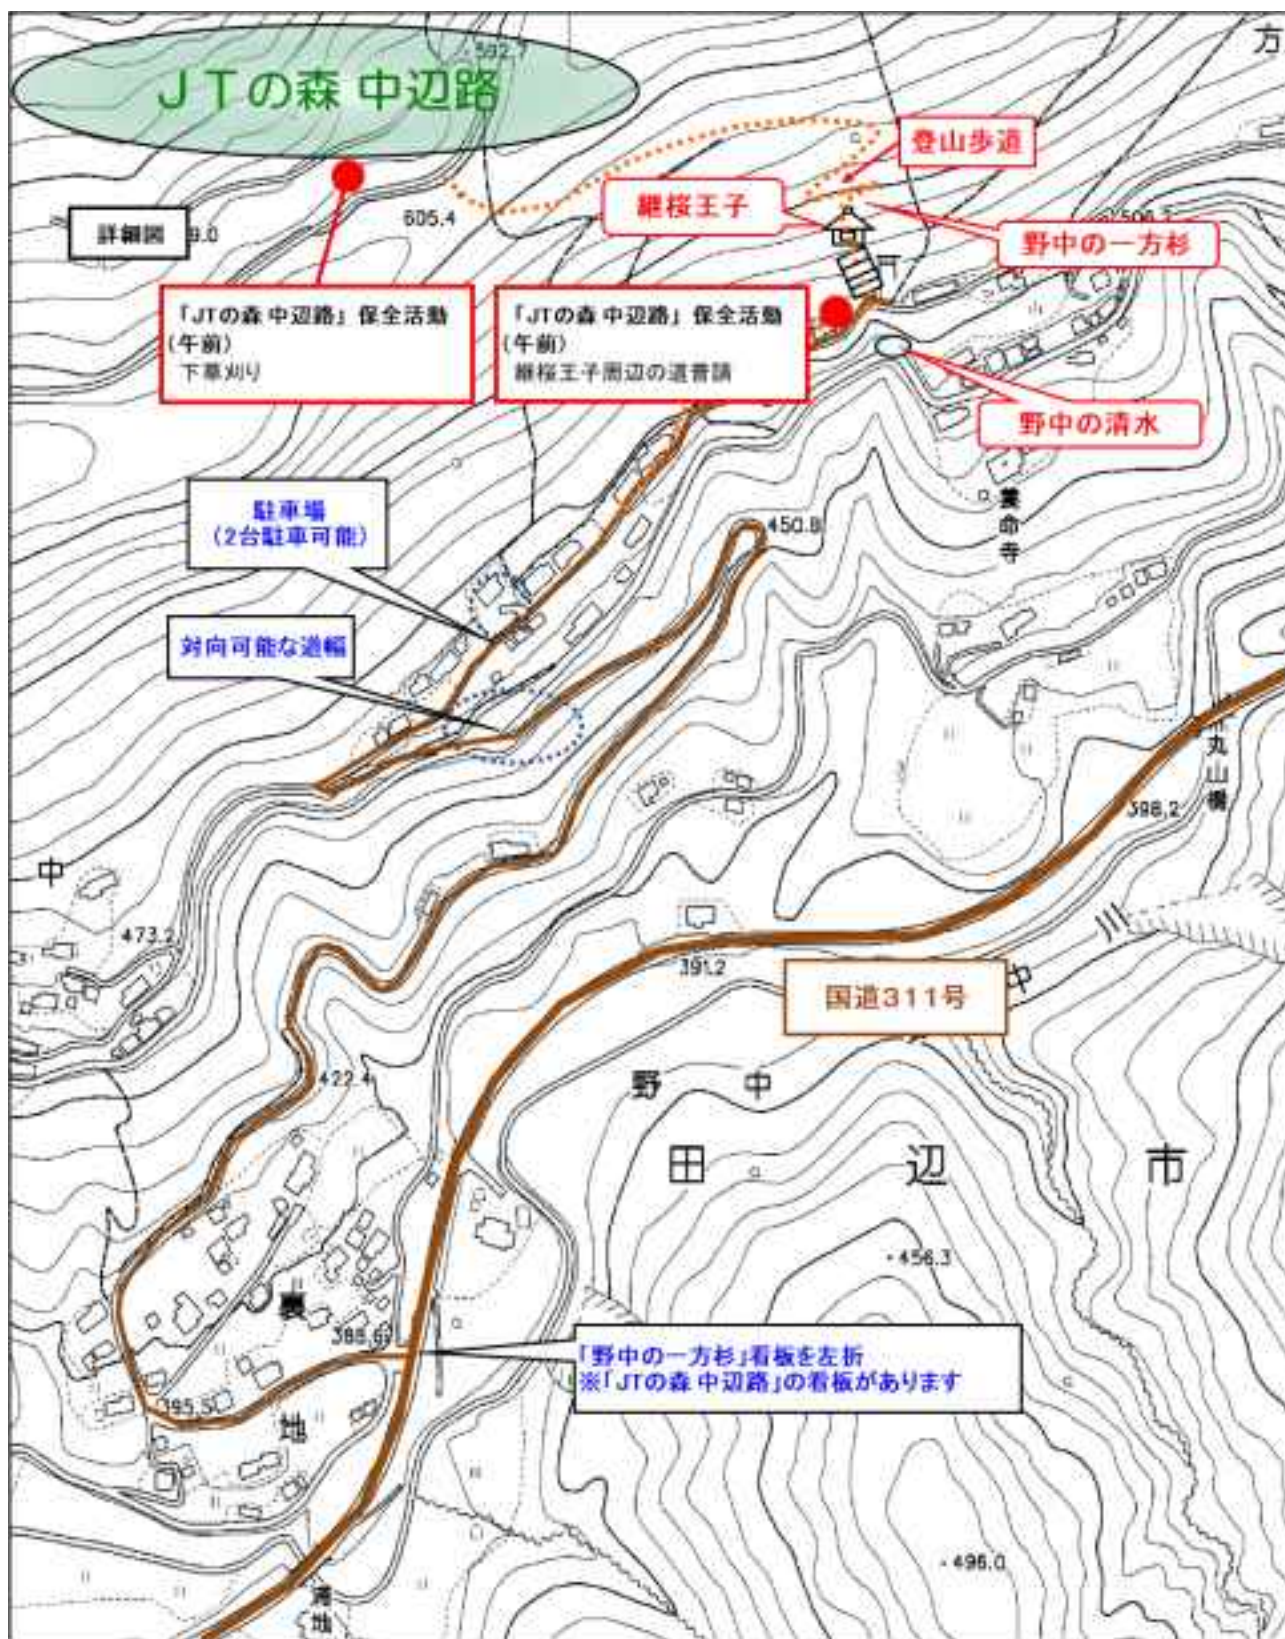 592.
方
JTの森 中辺路
登山歩道
継桜王子
605.4
詳細図
9.0
506.
野中の一方杉
「JTの森 中辺路」保全活動
(午前)
下草刈り
「JTの森 中辺路」保全活動
(午前)
継桜王子周辺の道普請
野中の清水
養命寺
駐車場
(2台駐車可能)
450.8
対向可能な道幅
丸山橋
398.2
中
473.2
391.2
川
中
国道311号
422.4
野 中
田 辺 市
456.3
裏
388.6
「野中の一方杉」看板を左折
※「JTの森 中辺路」の看板があります
395.5
地
496.0